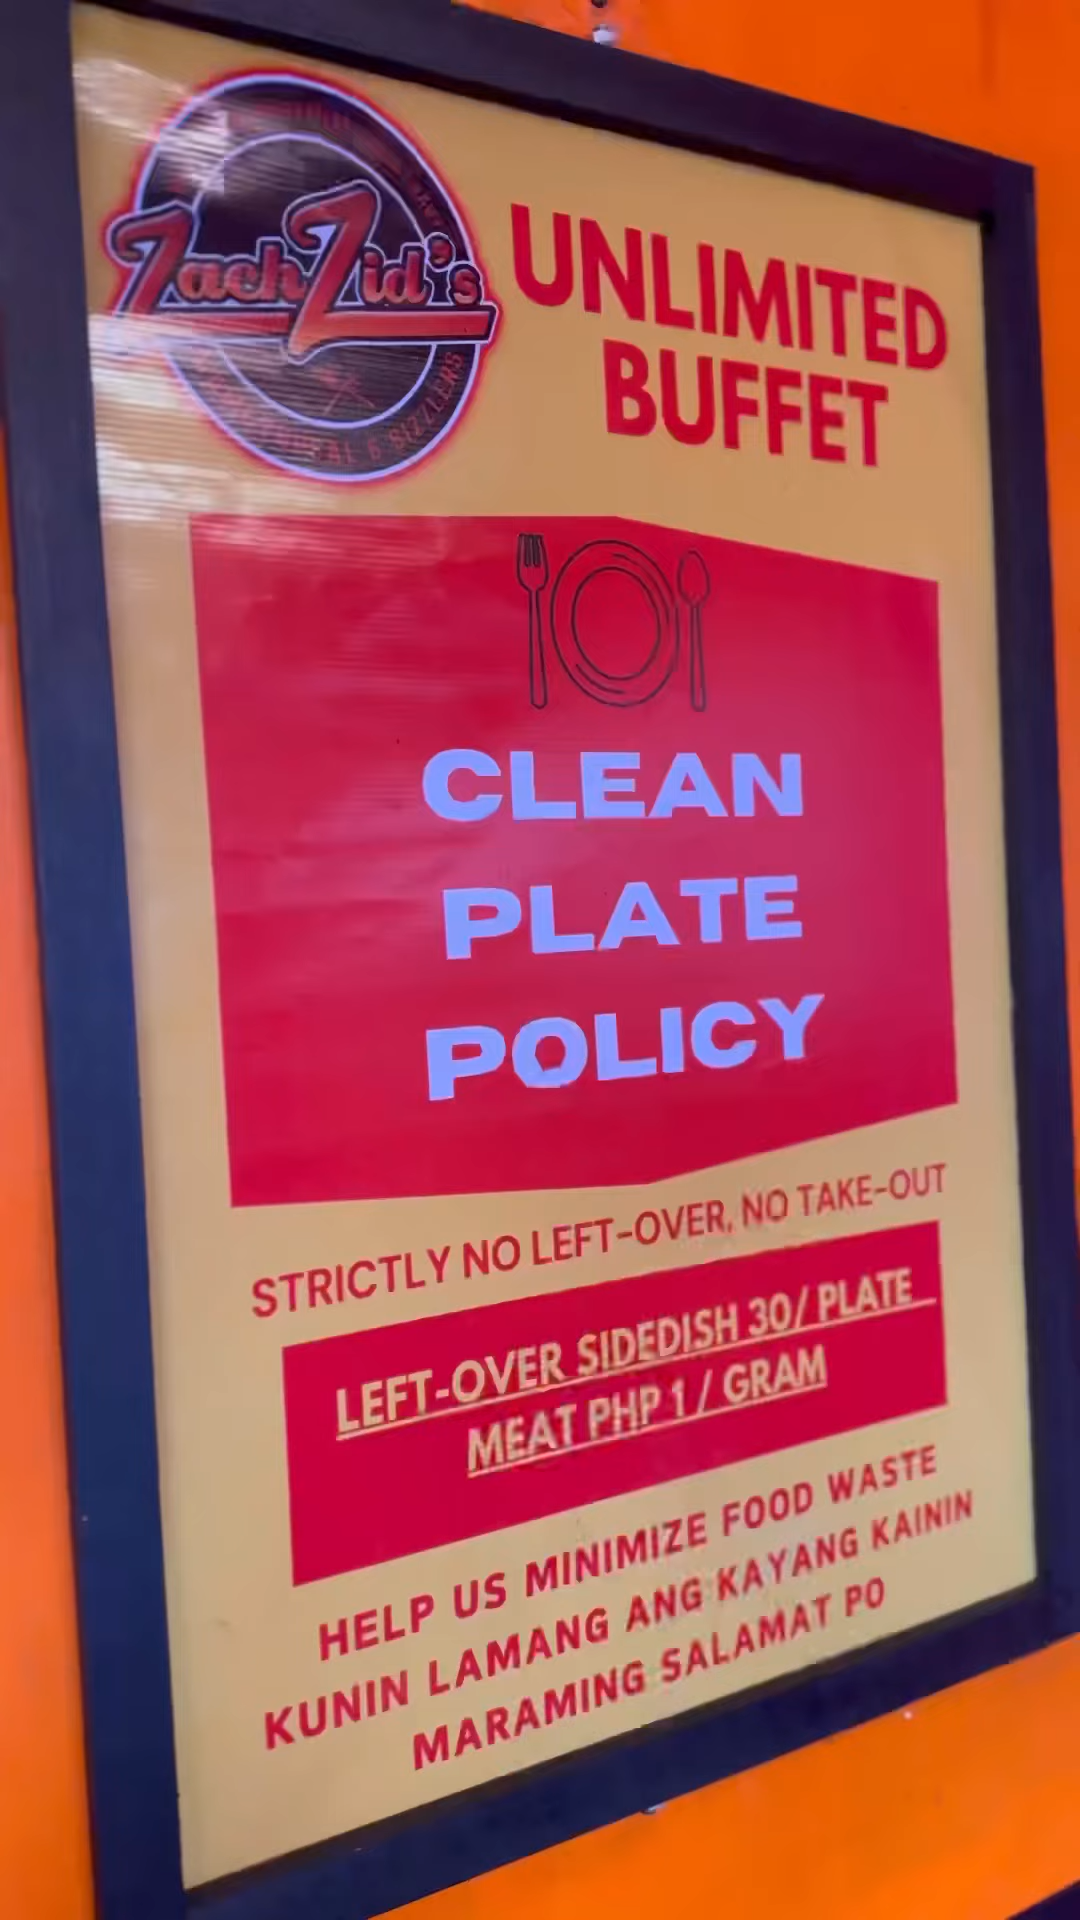 ZachZid's
& SIZZLERS
UNLIMITED
BUFFET
CLEAN
PLATE
POLICY
STRICTLY NO LEFT-OVER, NO TAKE-OUT
LEFT-OVER SIDEDISH 30/ PLATE
MEAT PHP 1 / GRAM
HELP US MINIMIZE FOOD WASTE
KUNIN LAMANG ANG KAYANG KAININ
MARAMING SALAMAT PO